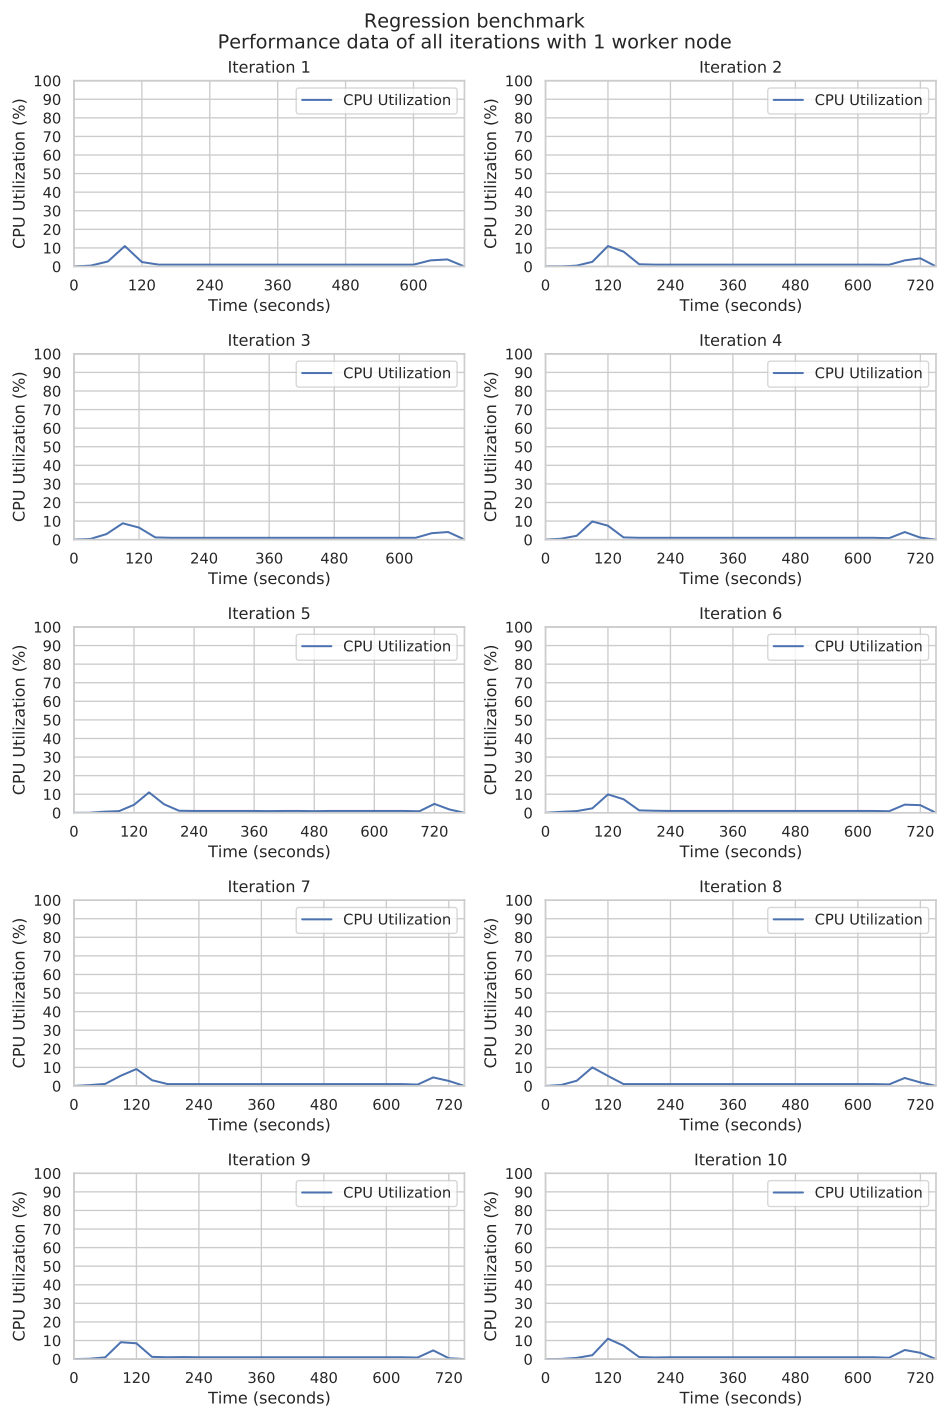 Regression benchmark
Performance data of all iterations with 1 worker node
Iteration 1
CPU Utilization (%)
100
90
80
70
60
50
40
30
20
10
0
CPU Utilization
0 120 240 360 480 600
Time (seconds)
Iteration 2
CPU Utilization (%)
100
90
80
70
60
50
40
30
20
10
0
CPU Utilization
0 120 240 360 480 600 720
Time (seconds)
Iteration 3
CPU Utilization (%)
100
90
80
70
60
50
40
30
20
10
0
CPU Utilization
0 120 240 360 480 600
Time (seconds)
Iteration 4
CPU Utilization (%)
100
90
80
70
60
50
40
30
20
10
0
CPU Utilization
0 120 240 360 480 600 720
Time (seconds)
Iteration 5
CPU Utilization (%)
100
90
80
70
60
50
40
30
20
10
0
CPU Utilization
0 120 240 360 480 600 720
Time (seconds)
Iteration 6
CPU Utilization (%)
100
90
80
70
60
50
40
30
20
10
0
CPU Utilization
0 120 240 360 480 600 720
Time (seconds)
Iteration 7
CPU Utilization (%)
100
90
80
70
60
50
40
30
20
10
0
CPU Utilization
0 120 240 360 480 600 720
Time (seconds)
Iteration 8
CPU Utilization (%)
100
90
80
70
60
50
40
30
20
10
0
CPU Utilization
0 120 240 360 480 600 720
Time (seconds)
Iteration 9
CPU Utilization (%)
100
90
80
70
60
50
40
30
20
10
0
CPU Utilization
0 120 240 360 480 600 720
Time (seconds)
Iteration 10
CPU Utilization (%)
100
90
80
70
60
50
40
30
20
10
0
CPU Utilization
0 120 240 360 480 600 720
Time (seconds)